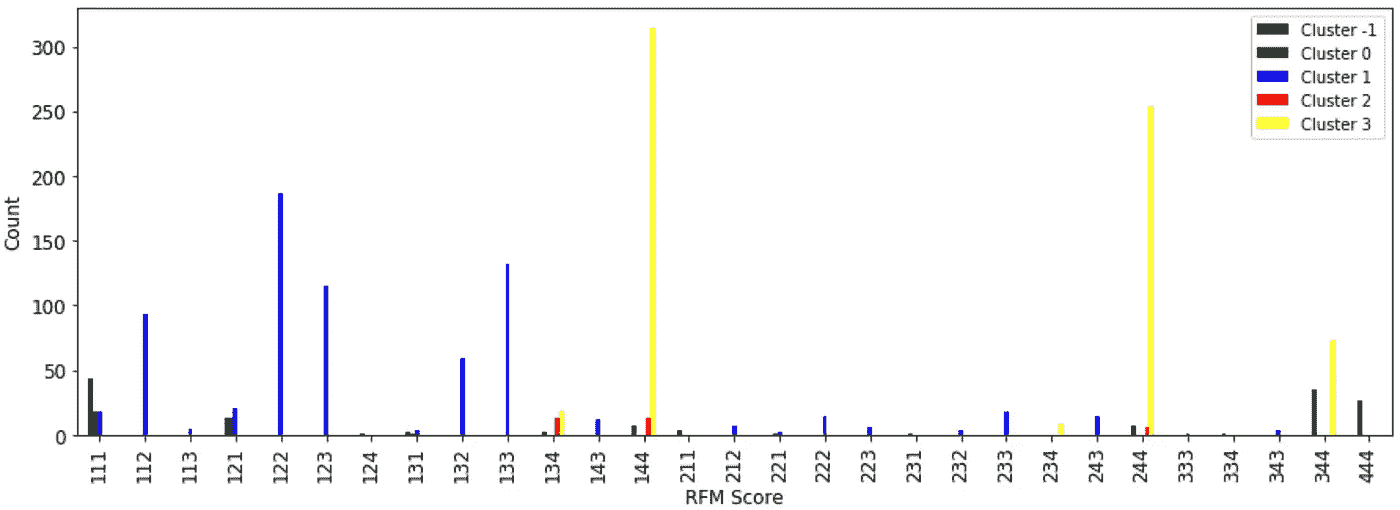 300
250
200
150
100
50
0
Count
Cluster -1
Cluster 0
Cluster 1
Cluster 2
Cluster 3
111 112 113 121 122 123 124 131 132 133 134 143 144 211 212 221 222 223 231 232 233 234 243 244 333 334 343 344 444
RFM Score